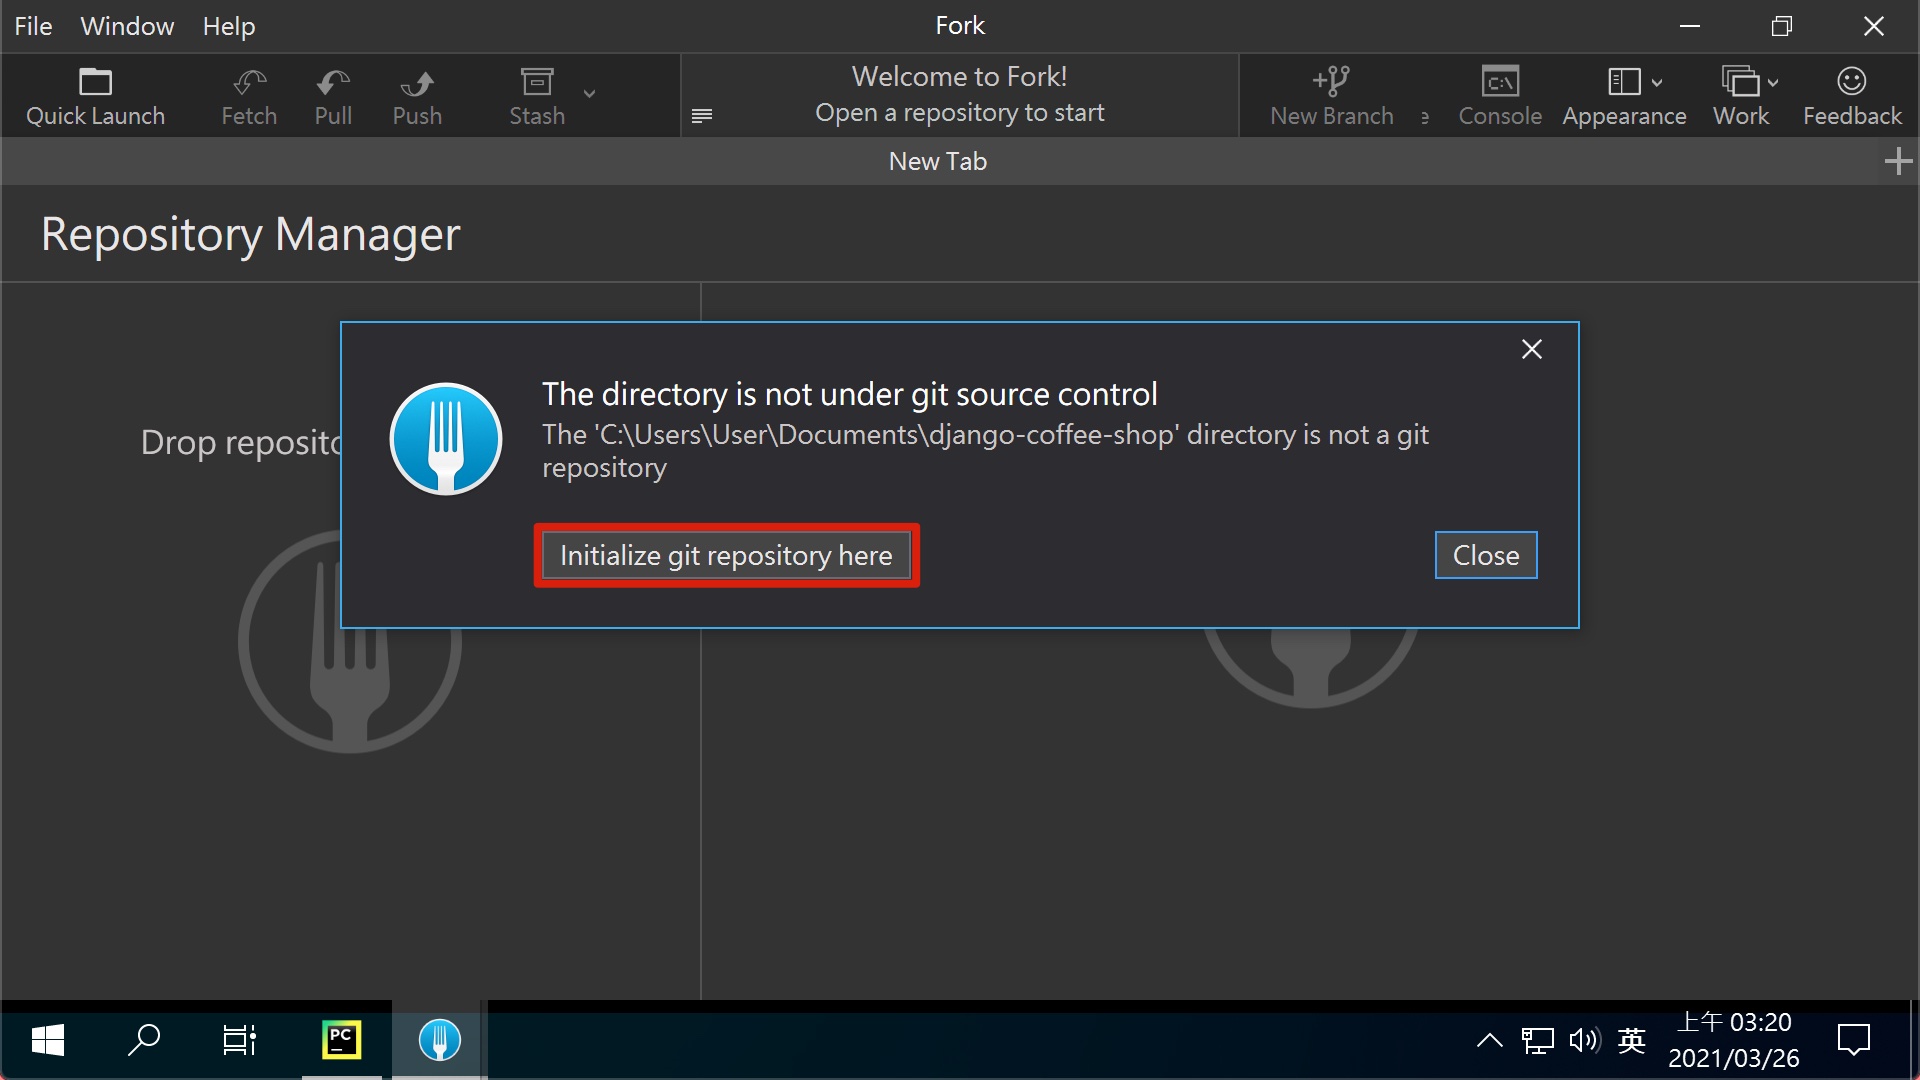 File Window Help
Fork
Quick Launch
Fetch
Pull
Push
Stash
Welcome to Fork!
Open a repository to start
New Branch
Console
C:\
Appearance
Work
Feedback
New Tab
Repository Manager
Drop reposito
The directory is not under git source control
The 'C:\Users\User\Documents\django-coffee-shop' directory is not a git
repository
Initialize git repository here
Close
PC
英
上午 03:20
2021/03/26